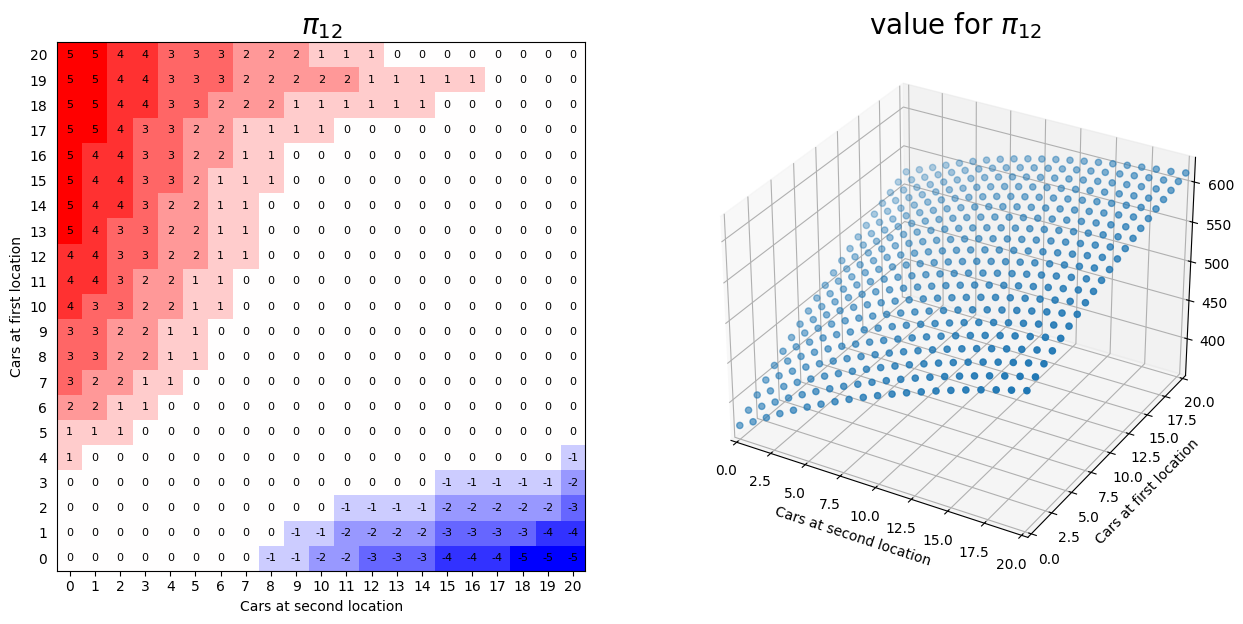 π12
20 5 5 4 4 3 3 3 2 2 2 1 1 1 0 0 0 0 0 0 0 0
19 5 5 4 4 3 3 3 2 2 2 2 2 1 1 1 1 1 0 0 0 0
18 5 5 4 4 3 3 2 2 2 1 1 1 1 1 1 0 0 0 0 0 0
17 5 5 4 3 3 2 2 1 1 1 1 0 0 0 0 0 0 0 0 0 0
16 5 4 4 3 3 2 2 1 1 0 0 0 0 0 0 0 0 0 0 0 0
15 5 4 4 3 3 2 1 1 1 0 0 0 0 0 0 0 0 0 0 0 0
14 5 4 4 3 2 2 1 1 0 0 0 0 0 0 0 0 0 0 0 0 0
13 5 4 3 3 2 2 1 1 0 0 0 0 0 0 0 0 0 0 0 0 0
12 4 4 3 3 2 2 1 1 0 0 0 0 0 0 0 0 0 0 0 0 0
11 4 4 3 2 2 1 1 0 0 0 0 0 0 0 0 0 0 0 0 0 0
10 4 3 3 2 2 1 1 0 0 0 0 0 0 0 0 0 0 0 0 0 0
9 3 3 2 2 1 1 0 0 0 0 0 0 0 0 0 0 0 0 0 0 0
8 3 3 2 2 1 1 0 0 0 0 0 0 0 0 0 0 0 0 0 0 0
7 3 2 2 1 1 0 0 0 0 0 0 0 0 0 0 0 0 0 0 0 0
6 2 2 1 1 0 0 0 0 0 0 0 0 0 0 0 0 0 0 0 0 0
5 1 1 1 0 0 0 0 0 0 0 0 0 0 0 0 0 0 0 0 0 0
4 1 0 0 0 0 0 0 0 0 0 0 0 0 0 0 0 0 0 0 0 -1
3 0 0 0 0 0 0 0 0 0 0 0 0 0 0 0 -1 -1 -1 -1 -1 -2
2 0 0 0 0 0 0 0 0 0 0 0 -1 -1 -1 -1 -2 -2 -2 -2 -2 -3
1 0 0 0 0 0 0 0 0 0 -1 -1 -2 -2 -2 -2 -3 -3 -3 -3 -4 -4
0 0 0 0 0 0 0 0 0 -1 -1 -2 -2 -3 -3 -3 -4 -4 -4 -5 -5 -5
0 1 2 3 4 5 6 7 8 9 10 11 12 13 14 15 16 17 18 19 20
Cars at second location
Cars at first location
value for π12
600
550
500
450
400
0.0 2.5 5.0 7.5 10.0 12.5 15.0 17.5 20.0
Cars at second location
0.0 2.5 5.0 7.5 10.0 12.5 15.0 17.5 20.0
Cars at first location